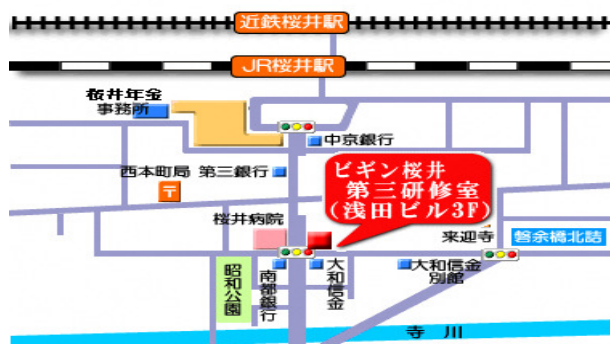 近鉄桜井駅
JR桜井駅
桜井年金
事務所
中京銀行
西本町局
第三銀行
〒
ビギン桜井
第三研修室
(浅田ビル3F)
桜井病院
来迎寺
磐余橋北詰
昭和公園
南都銀行
大和信金
大和信金
別館
寺川